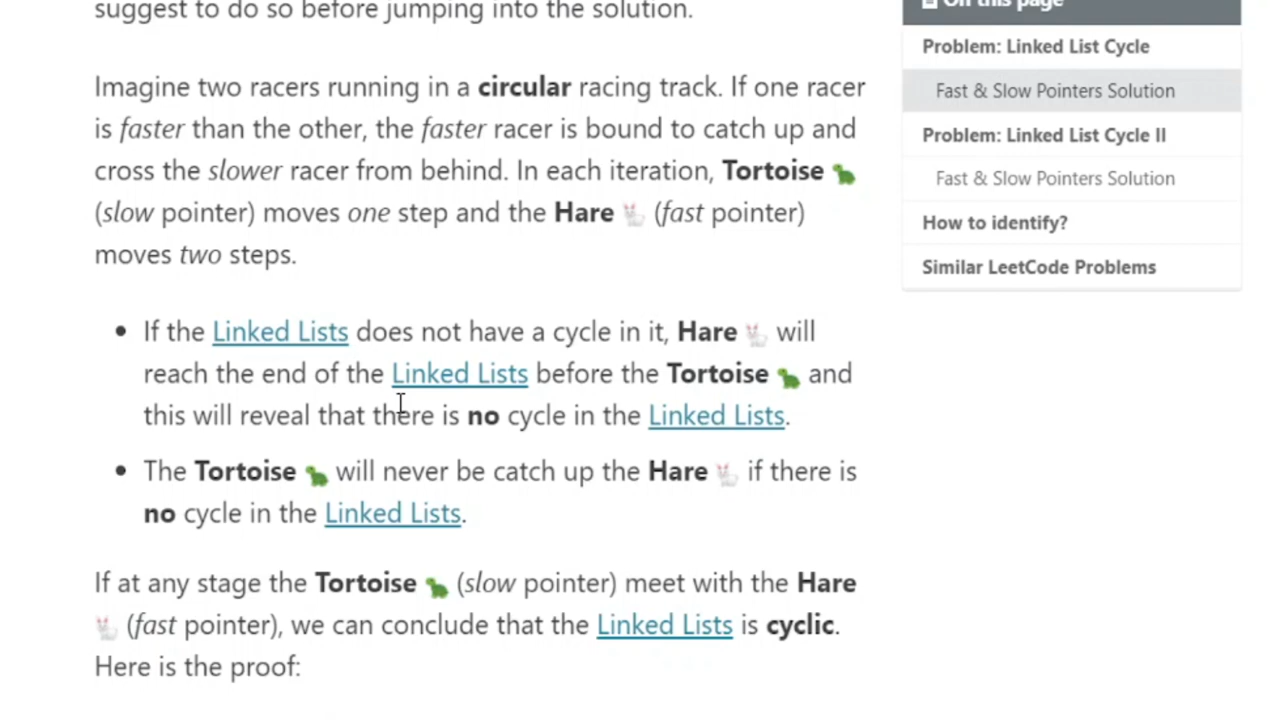 suggest to do so before jumping into the solution.
Imagine two racers running in a circular racing track. If one racer
is faster than the other, the faster racer is bound to catch up and
cross the slower racer from behind. In each iteration, Tortoise 🐢
(slow pointer) moves one step and the Hare 🐇 (fast pointer)
moves two steps.
• If the Linked Lists does not have a cycle in it, Hare 🐇 will
reach the end of the Linked Lists before the Tortoise 🐢 and
this will reveal that there is no cycle in the Linked Lists.
• The Tortoise 🐢 will never be catch up the Hare 🐇 if there is
no cycle in the Linked Lists.
If at any stage the Tortoise 🐢 (slow pointer) meet with the Hare
🐇 (fast pointer), we can conclude that the Linked Lists is cyclic.
Here is the proof:
On this page
Problem: Linked List Cycle
Fast & Slow Pointers Solution
Problem: Linked List Cycle II
Fast & Slow Pointers Solution
How to identify?
Similar LeetCode Problems